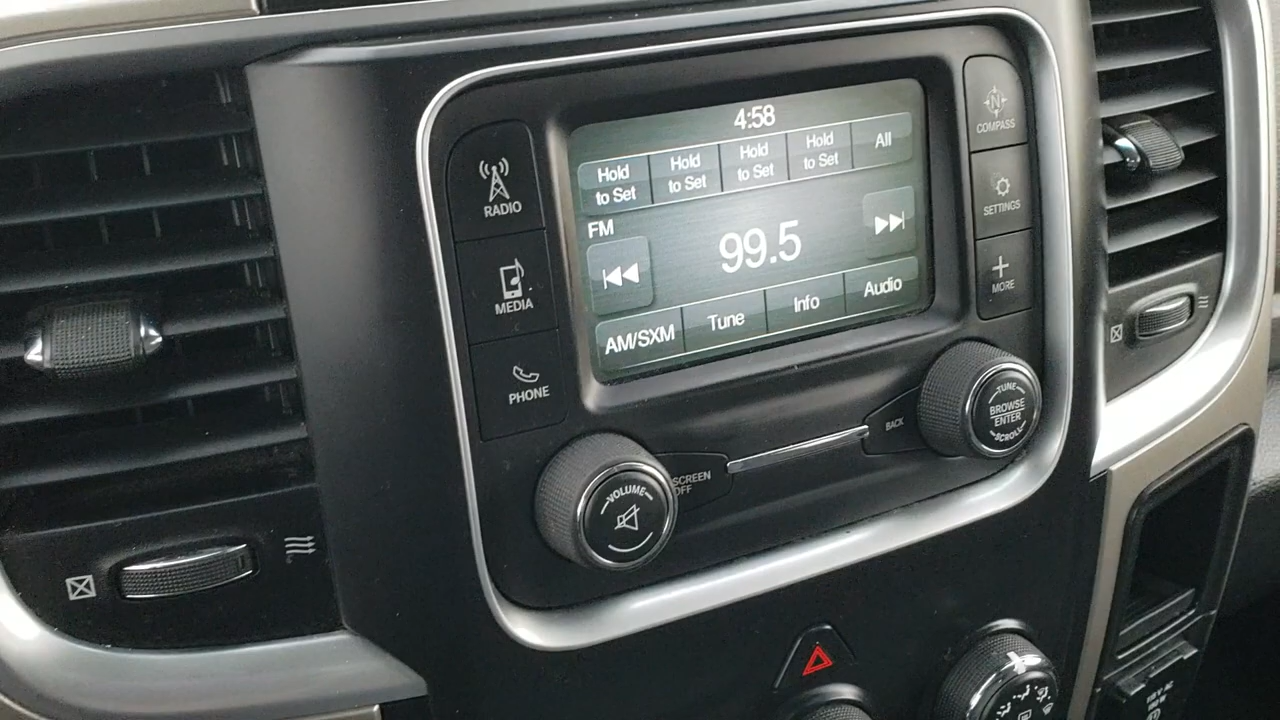 4:58
Hold to Set
Hold to Set
Hold to Set
Hold to Set
All
FM
99.5
AM/SXM
Tune
Info
Audio
RADIO
MEDIA
PHONE
N
COMPASS
SETTINGS
MORE
VOLUME
SCREEN
OFF
BACK
TUNE
BROWSE
ENTER
SCROLL